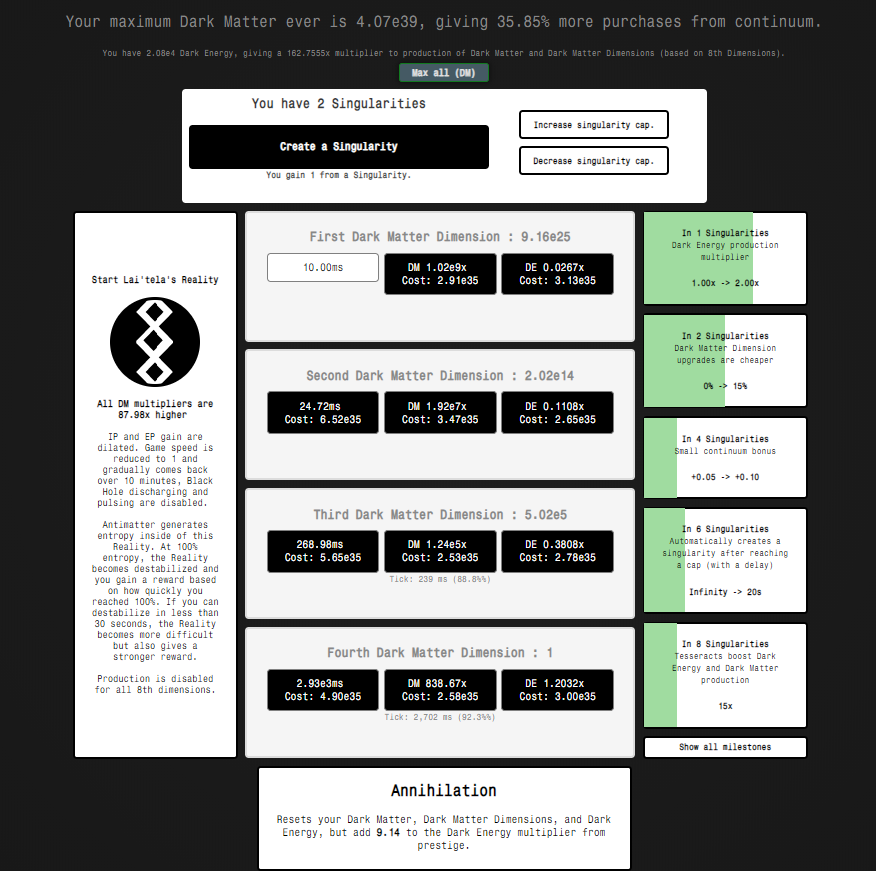 Your maximum Dark Matter ever is 4.07e39, giving 35.85% more purchases from continuum.
You have 2.08e4 Dark Energy, giving a 162.7555x multiplier to production of Dark Matter and Dark Matter Dimensions (based on 8th Dimensions).
Max all (DM)
You have 2 Singularities
Create a Singularity
You gain 1 from a Singularity.
Increase singularity cap.
Decrease singularity cap.
Start Lai'tela's Reality
All DM multipliers are
87.98x higher
IP and EP gain are
dilated. Game speed is
reduced to 1 and
gradually comes back
over 10 minutes, Black
Hole discharging and
pulsing are disabled.
Antimatter generates
entropy inside of this
Reality. At 100%
entropy, the Reality
becomes destabilized and
you gain a reward based
on how quickly you
reached 100%. If you can
destabilize in less than
30 seconds, the Reality
becomes more difficult
but also gives a
stronger reward.
Production is disabled
for all 8th dimensions.
First Dark Matter Dimension : 9.16e25
10.00ms
DM 1.02e9x
Cost: 2.91e35
DE 0.0267x
Cost: 3.13e35
Second Dark Matter Dimension : 2.02e14
24.72ms
Cost: 6.52e35
DM 1.92e7x
Cost: 3.47e35
DE 0.1108x
Cost: 2.65e35
Third Dark Matter Dimension : 5.02e5
268.98ms
Cost: 5.65e35
DM 1.24e5x
Cost: 2.53e35
DE 0.3808x
Cost: 2.78e35
Tick: 239 ms (88.8%%)
Fourth Dark Matter Dimension : 1
2.93e3ms
Cost: 4.90e35
DM 838.67x
Cost: 2.58e35
DE 1.2032x
Cost: 3.00e35
Tick: 2,702 ms (92.3%%)
In 1 Singularities
Dark Energy production
multiplier
1.00x -> 2.00x
In 2 Singularities
Dark Matter Dimension
upgrades are cheaper
0% -> 15%
In 4 Singularities
Small continuum bonus
+0.05 -> +0.10
In 6 Singularities
Automatically creates a
singularity after reaching
a cap (with a delay)
Infinity -> 20s
In 8 Singularities
Tesseracts boost Dark
Energy and Dark Matter
production
15x
Show all milestones
Annihilation
Resets your Dark Matter, Dark Matter Dimensions, and Dark
Energy, but add 9.14 to the Dark Energy multiplier from
prestige.